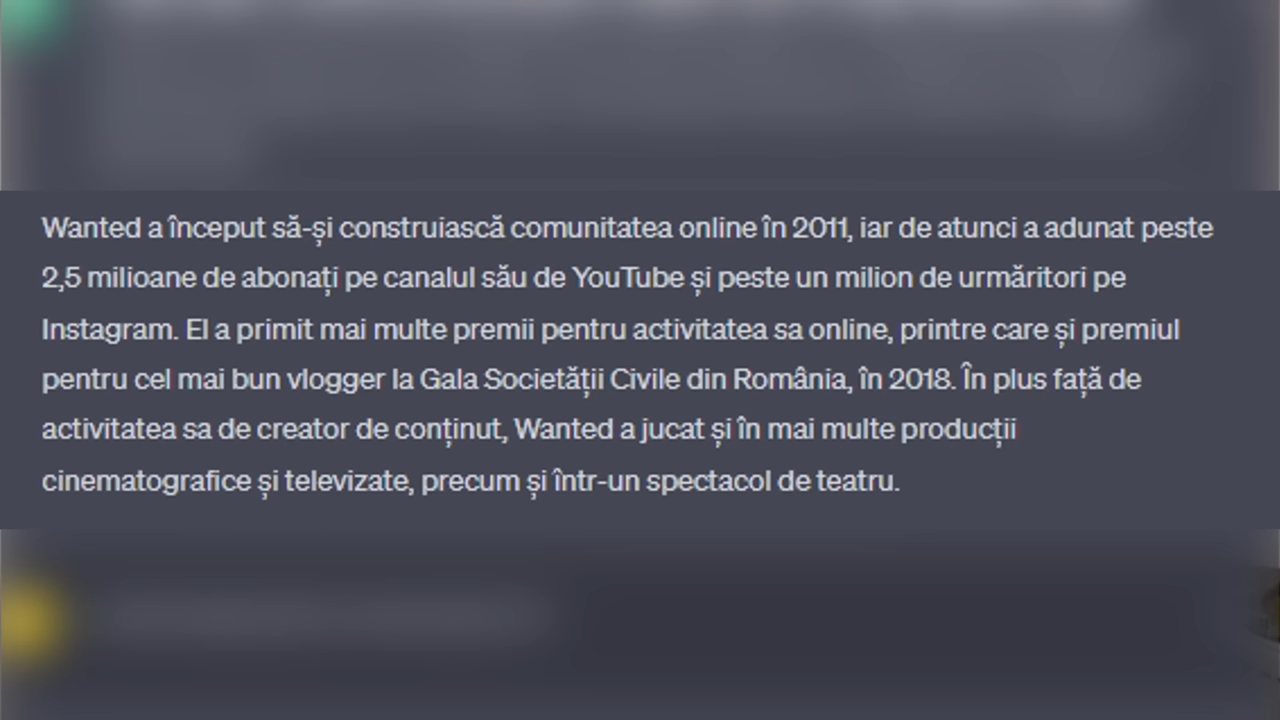 Wanted a început să-și construiască comunitatea online în 2011, iar de atunci a adunat peste
2,5 milioane de abonați pe canalul său de YouTube și peste un milion de urmăritori pe
Instagram. El a primit mai multe premii pentru activitatea sa online, printre care și premiul
pentru cel mai bun vlogger la Gala Societății Civile din România, în 2018. În plus față de
activitatea sa de creator de conținut, Wanted a jucat și în mai multe producții
cinematografice și televizate, precum și într-un spectacol de teatru.